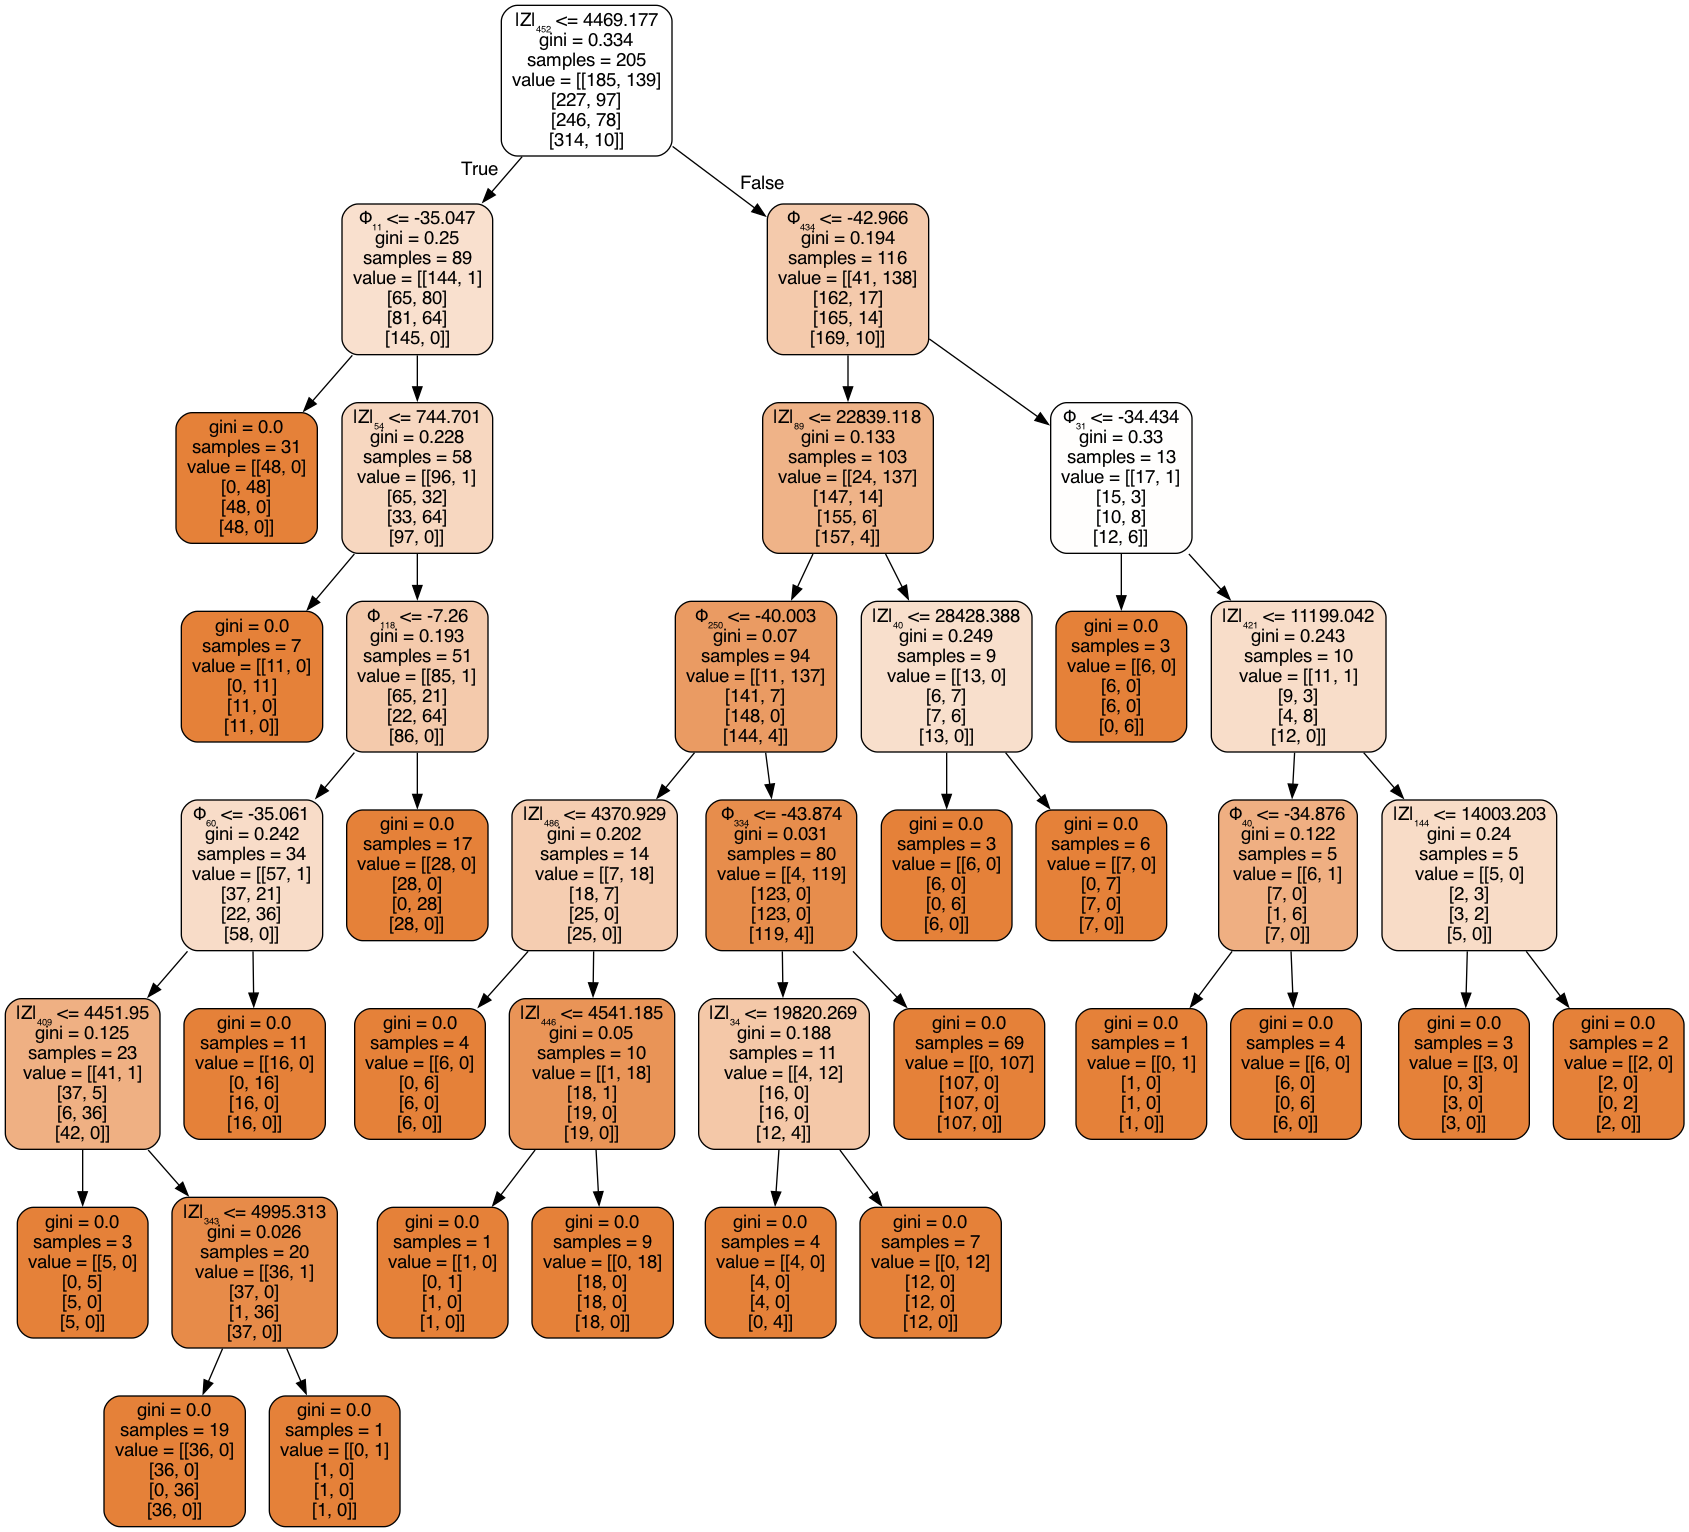 |Z|₄₅₂ <= 4469.177
gini = 0.334
samples = 205
value = [[185, 139]
[227, 97]
[246, 78]
[314, 10]]
True
False
Φ₁₁ <= -35.047
gini = 0.25
samples = 89
value = [[144, 1]
[65, 80]
[81, 64]
[145, 0]]
Φ₄₃₄ <= -42.966
gini = 0.194
samples = 116
value = [[41, 138]
[162, 17]
[165, 14]
[169, 10]]
gini = 0.0
samples = 31
value = [[48, 0]
[0, 48]
[48, 0]
[48, 0]]
|Z|₅₄ <= 744.701
gini = 0.228
samples = 58
value = [[96, 1]
[65, 32]
[33, 64]
[97, 0]]
|Z|₈₉ <= 22839.118
gini = 0.133
samples = 103
value = [[24, 137]
[147, 14]
[155, 6]
[157, 4]]
Φ₃₁ <= -34.434
gini = 0.33
samples = 13
value = [[17, 1]
[15, 3]
[10, 8]
[12, 6]]
gini = 0.0
samples = 7
value = [[11, 0]
[0, 11]
[11, 0]
[11, 0]]
Φ₁₁₈ <= -7.26
gini = 0.193
samples = 51
value = [[85, 1]
[65, 21]
[22, 64]
[86, 0]]
Φ₂₅₀ <= -40.003
gini = 0.07
samples = 94
value = [[11, 137]
[141, 7]
[148, 0]
[144, 4]]
|Z|₄₀ <= 28428.388
gini = 0.249
samples = 9
value = [[13, 0]
[6, 7]
[7, 6]
[13, 0]]
gini = 0.0
samples = 3
value = [[6, 0]
[6, 0]
[6, 0]
[0, 6]]
|Z|₄₂₁ <= 11199.042
gini = 0.243
samples = 10
value = [[11, 1]
[9, 3]
[4, 8]
[12, 0]]
Φ₆₀ <= -35.061
gini = 0.242
samples = 34
value = [[57, 1]
[37, 21]
[22, 36]
[58, 0]]
gini = 0.0
samples = 17
value = [[28, 0]
[28, 0]
[0, 28]
[28, 0]]
|Z|₄₈₆ <= 4370.929
gini = 0.202
samples = 14
value = [[7, 18]
[18, 7]
[25, 0]
[25, 0]]
Φ₃₃₄ <= -43.874
gini = 0.031
samples = 80
value = [[4, 119]
[123, 0]
[123, 0]
[119, 4]]
gini = 0.0
samples = 3
value = [[6, 0]
[6, 0]
[0, 6]
[6, 0]]
gini = 0.0
samples = 6
value = [[7, 0]
[0, 7]
[7, 0]
[7, 0]]
Φ₄₀ <= -34.876
gini = 0.122
samples = 5
value = [[6, 1]
[7, 0]
[1, 6]
[7, 0]]
|Z|₁₄₄ <= 14003.203
gini = 0.24
samples = 5
value = [[5, 0]
[2, 3]
[3, 2]
[5, 0]]
|Z|₄₀₉ <= 4451.95
gini = 0.125
samples = 23
value = [[41, 1]
[37, 5]
[6, 36]
[42, 0]]
gini = 0.0
samples = 11
value = [[16, 0]
[0, 16]
[16, 0]
[16, 0]]
gini = 0.0
samples = 4
value = [[6, 0]
[0, 6]
[6, 0]
[6, 0]]
|Z|₄₄₆ <= 4541.185
gini = 0.05
samples = 10
value = [[1, 18]
[18, 1]
[19, 0]
[19, 0]]
|Z|₃₄ <= 19820.269
gini = 0.188
samples = 11
value = [[4, 12]
[16, 0]
[16, 0]
[12, 4]]
gini = 0.0
samples = 69
value = [[0, 107]
[107, 0]
[107, 0]
[107, 0]]
gini = 0.0
samples = 1
value = [[0, 1]
[1, 0]
[1, 0]
[1, 0]]
gini = 0.0
samples = 4
value = [[6, 0]
[6, 0]
[0, 6]
[6, 0]]
gini = 0.0
samples = 3
value = [[3, 0]
[0, 3]
[3, 0]
[3, 0]]
gini = 0.0
samples = 2
value = [[2, 0]
[2, 0]
[0, 2]
[2, 0]]
gini = 0.0
samples = 3
value = [[5, 0]
[0, 5]
[5, 0]
[5, 0]]
|Z|₃₄₃ <= 4995.313
gini = 0.026
samples = 20
value = [[36, 1]
[37, 0]
[1, 36]
[37, 0]]
gini = 0.0
samples = 1
value = [[1, 0]
[0, 1]
[1, 0]
[1, 0]]
gini = 0.0
samples = 9
value = [[0, 18]
[18, 0]
[18, 0]
[18, 0]]
gini = 0.0
samples = 4
value = [[4, 0]
[4, 0]
[4, 0]
[0, 4]]
gini = 0.0
samples = 7
value = [[0, 12]
[12, 0]
[12, 0]
[12, 0]]
gini = 0.0
samples = 19
value = [[36, 0]
[36, 0]
[0, 36]
[36, 0]]
gini = 0.0
samples = 1
value = [[0, 1]
[1, 0]
[1, 0]
[1, 0]]